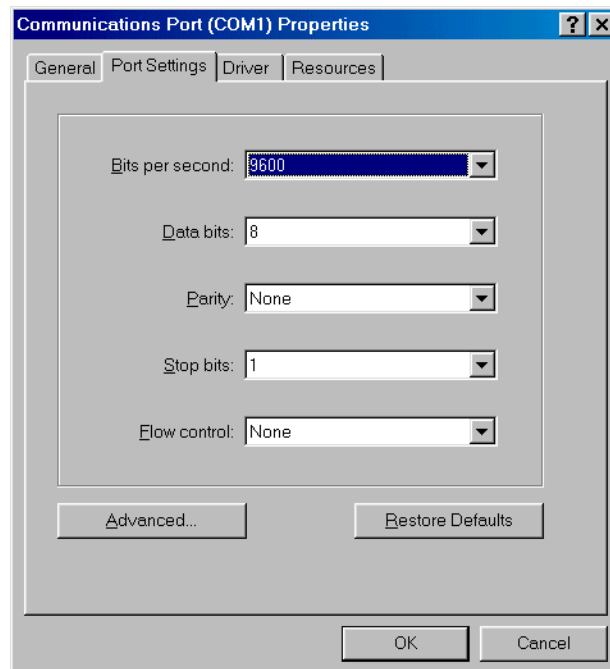 Communications Port (COM1) Properties
General Port Settings Driver Resources
Bits per second: 9600
Data bits: 8
Parity: None
Stop bits: 1
Flow control: None
Advanced... Restore Defaults
OK Cancel